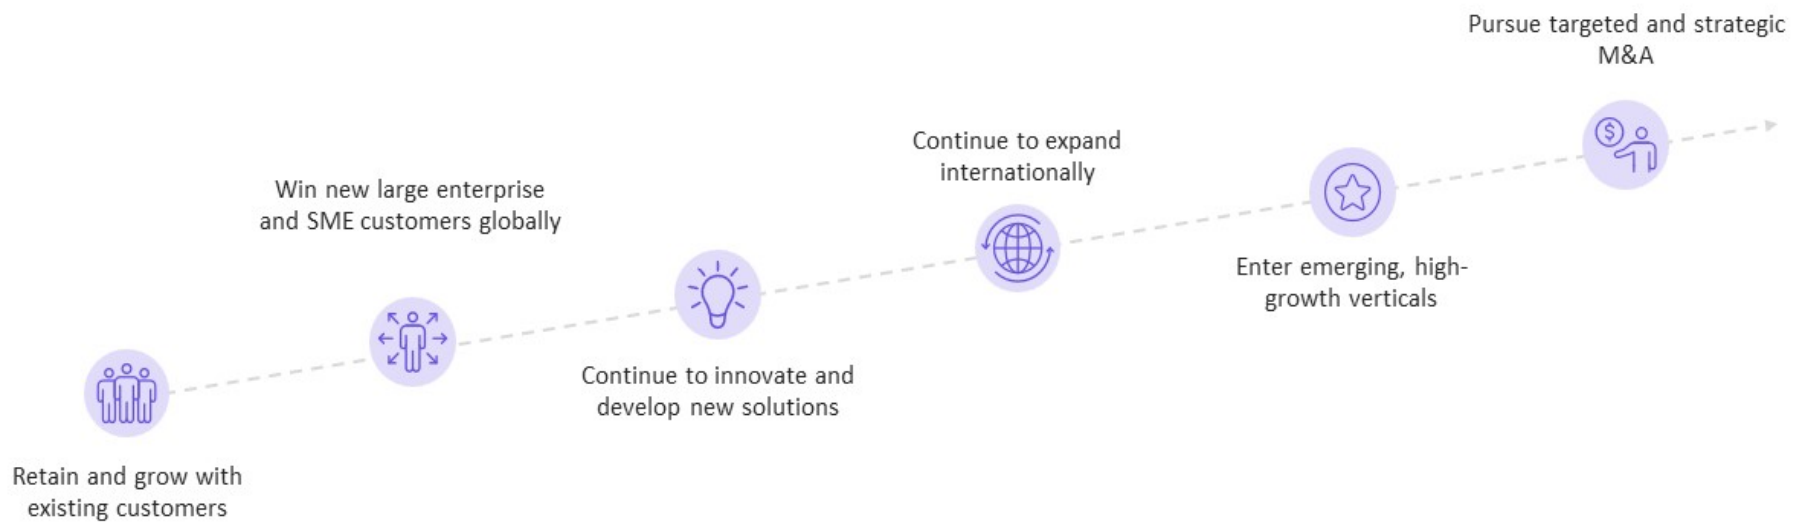 Retain and grow with
existing customers
Win new large enterprise
and SME customers globally
Continue to innovate and
develop new solutions
Continue to expand
internationally
Enter emerging, high-
growth verticals
Pursue targeted and strategic
M&A
$